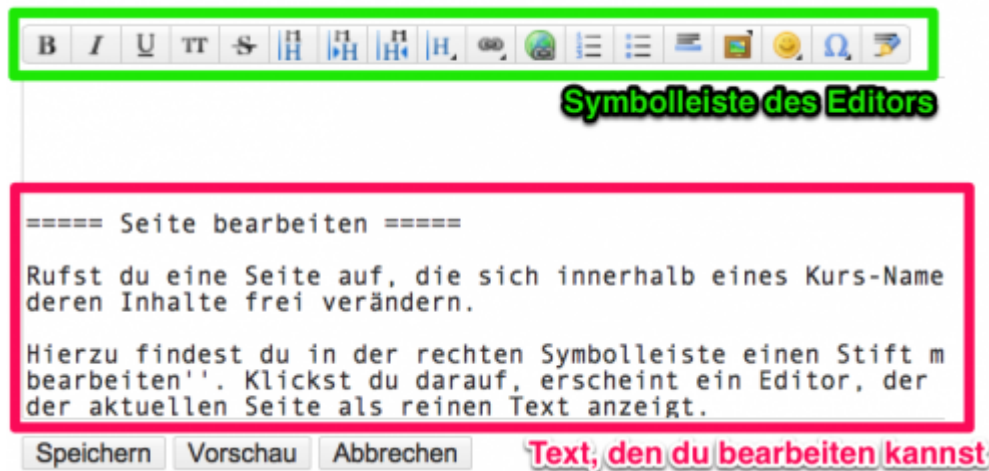 B I U TT S H H H H Ω
Symbolleiste des Editors
===== Seite bearbeiten =====
Rufst du eine Seite auf, die sich innerhalb eines Kurs-Name
deren Inhalte frei verändern.
Hierzu findest du in der rechten Symbolleiste einen Stift m
bearbeiten''. Klickst du darauf, erscheint ein Editor, der
der aktuellen Seite als reinen Text anzeigt.
Speichern Vorschau Abbrechen Text, den du bearbeiten kannst